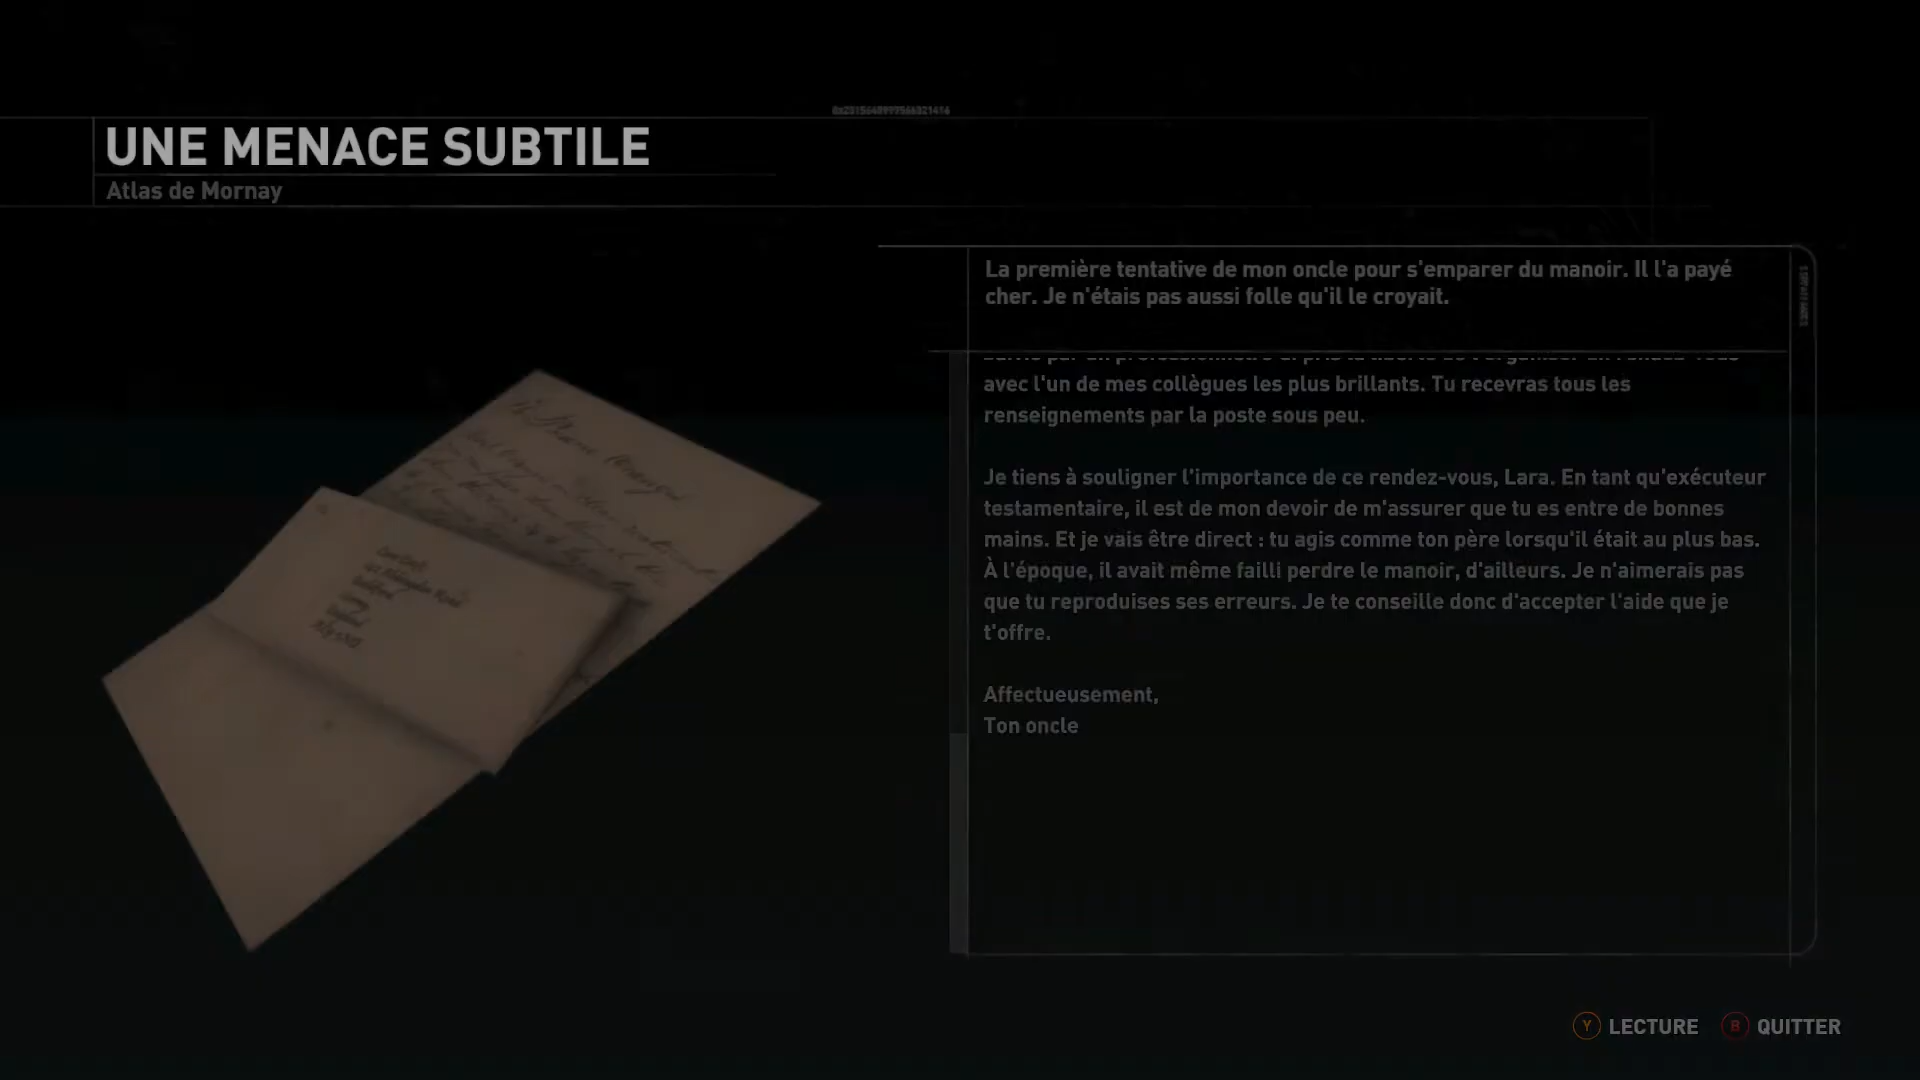 UNE MENACE SUBTILE
Atlas de Mornay
La première tentative de mon oncle pour s'emparer du manoir. Il l'a payé
cher. Je n'étais pas aussi folle qu'il le croyait.
avec l'un de mes collègues les plus brillants. Tu recevras tous les
renseignements par la poste sous peu.
Je tiens à souligner l'importance de ce rendez-vous, Lara. En tant qu'exécuteur
testamentaire, il est de mon devoir de m'assurer que tu es entre de bonnes
mains. Et je vais être direct : tu agis comme ton père lorsqu'il était au plus bas.
À l'époque, il avait même failli perdre le manoir, d'ailleurs. Je n'aimerais pas
que tu reproduises ses erreurs. Je te conseille donc d'accepter l'aide que je
t'offre.
Affectueusement,
Ton oncle
Y LECTURE B QUITTER